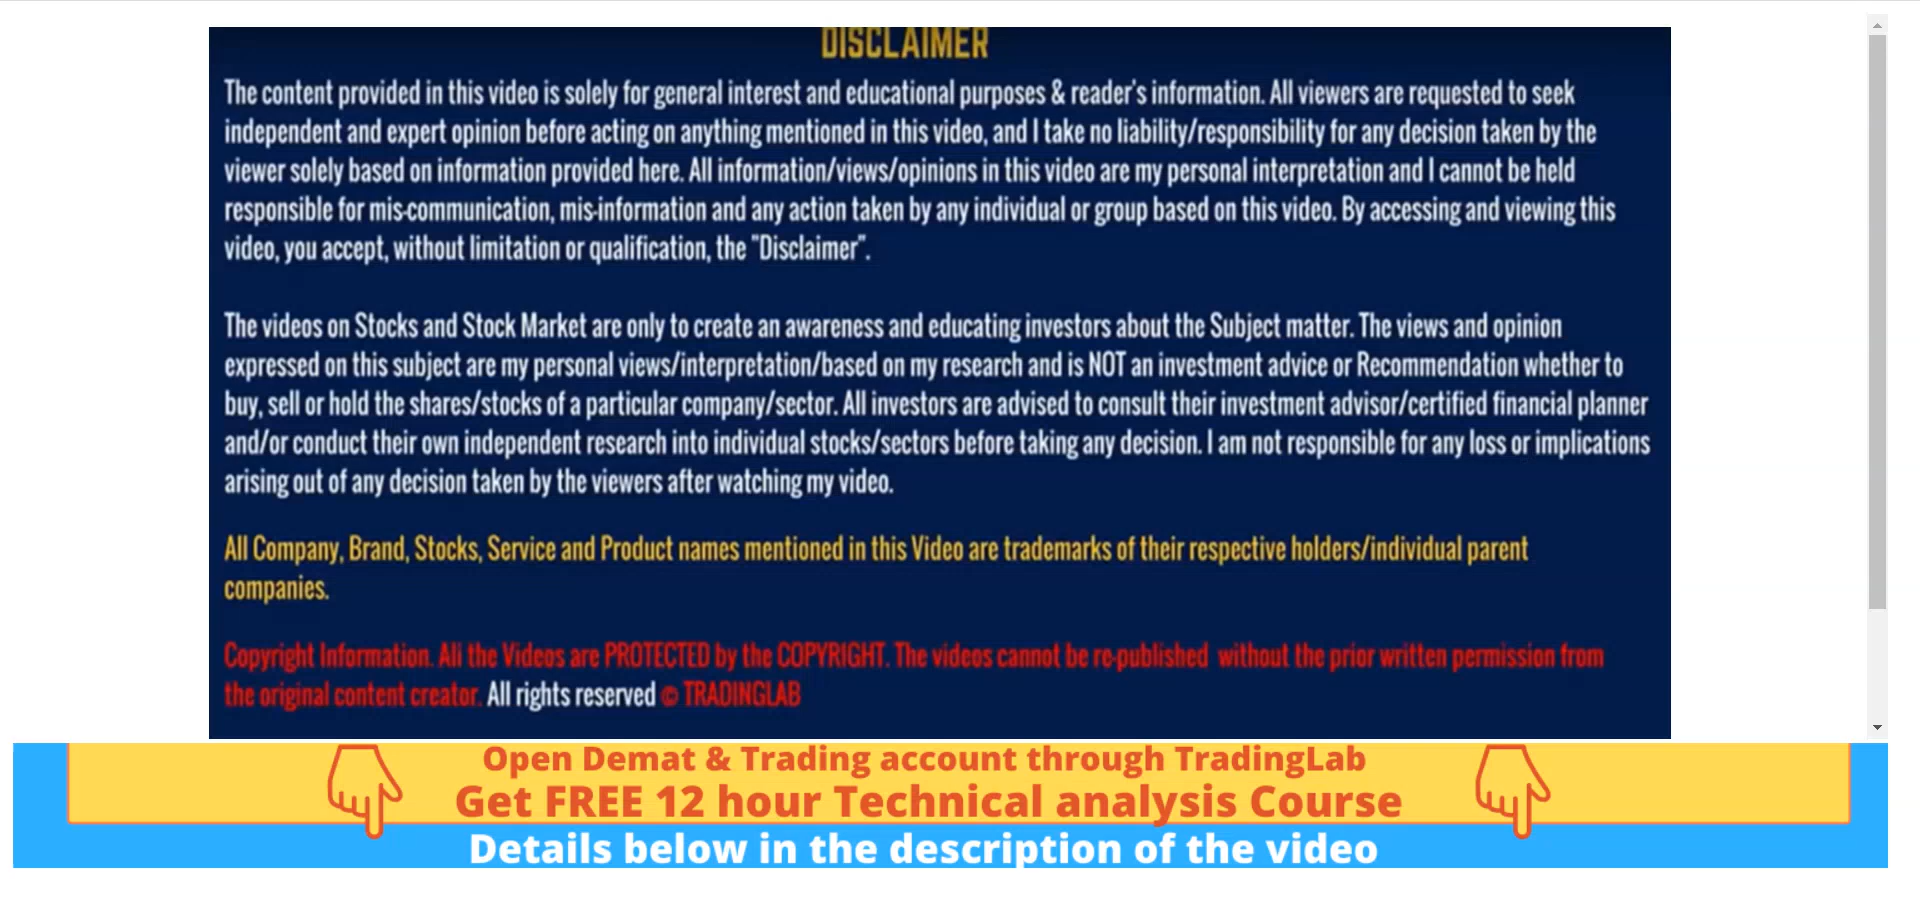 DISCLAIMER
The content provided in this video is solely for general interest and educational purposes & reader's information. All viewers are requested to seek
independent and expert opinion before acting on anything mentioned in this video, and I take no liability/responsibility for any decision taken by the
viewer solely based on information provided here. All information/views/opinions in this video are my personal interpretation and I cannot be held
responsible for mis-communication, mis-information and any action taken by any individual or group based on this video. By accessing and viewing this
video, you accept, without limitation or qualification, the "Disclaimer".
The videos on Stocks and Stock Market are only to create an awareness and educating investors about the Subject matter. The views and opinion
expressed on this subject are my personal views/interpretation/based on my research and is NOT an investment advice or Recommendation whether to
buy, sell or hold the shares/stocks of a particular company/sector. All investors are advised to consult their investment advisor/certified financial planner
and/or conduct their own independent research into individual stocks/sectors before taking any decision. I am not responsible for any loss or implications
arising out of any decision taken by the viewers after watching my video.
All Company, Brand, Stocks, Service and Product names mentioned in this Video are trademarks of their respective holders/individual parent
companies.
Copyright Information. All the Videos are PROTECTED by the COPYRIGHT. The videos cannot be re-published without the prior written permission from
the original content creator. All rights reserved © TRADINGLAB
Open Demat & Trading account through TradingLab
Get FREE 12 hour Technical analysis Course
Details below in the description of the video